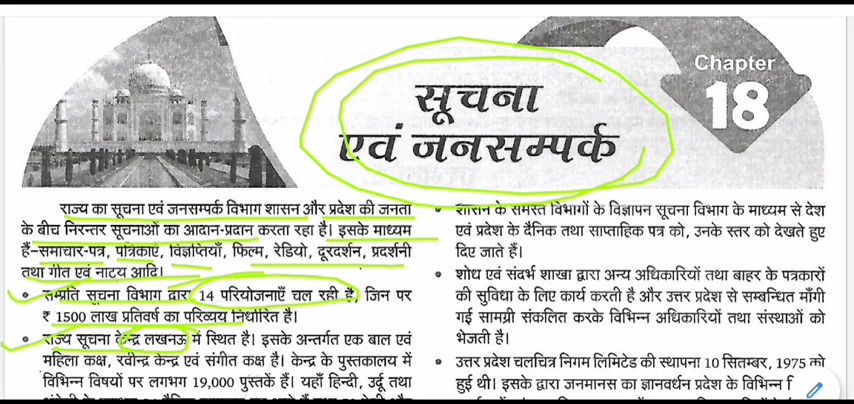 Chapter
18
सूचना
एवं जनसम्पर्क
राज्य का सूचना एवं जनसम्पर्क विभाग शासन और प्रदेश की जनता
के बीच निरन्तर सूचनाओं का आदान-प्रदान करता रहा है। इसके माध्यम
हैं–समाचार-पत्र, पत्रिकाएँ, विज्ञप्तियाँ, फिल्म, रेडियो, दूरदर्शन, प्रदर्शनी
तथा गीत एवं नाटय आदि।
सम्प्रति सूचना विभाग द्वारा 14 परियोजनाएँ चल रही है, जिन पर
₹ 1500 लाख प्रतिवर्ष का परिव्यय निर्धारित है।
राज्य सूचना केन्द्र लखनऊ में स्थित है। इसके अन्तर्गत एक बाल एवं
महिला कक्ष, रवीन्द्र केन्द्र एवं संगीत कक्ष है। केन्द्र के पुस्तकालय में
विभिन्न विषयों पर लगभग 19,000 पुस्तकें हैं। यहाँ हिन्दी, उर्दू तथा
शासन के समस्त विभागों के विज्ञापन सूचना विभाग के माध्यम से देश
एवं प्रदेश के दैनिक तथा साप्ताहिक पत्र को, उनके स्तर को देखते हुए
दिए जाते हैं।
शोध एवं संदर्भ शाखा द्वारा अन्य अधिकारियों तथा बाहर के पत्रकारों
की सुविधा के लिए कार्य करती है और उत्तर प्रदेश से सम्बन्धित माँगी
गई सामग्री संकलित करके विभिन्न अधिकारियों तथा संस्थाओं को
भेजती है।
उत्तर प्रदेश चलचित्र निगम लिमिटेड की स्थापना 10 सितम्बर, 1975 को
हुई थी। इसके द्वारा जनमानस का ज्ञानवर्धन प्रदेश के विभिन्न